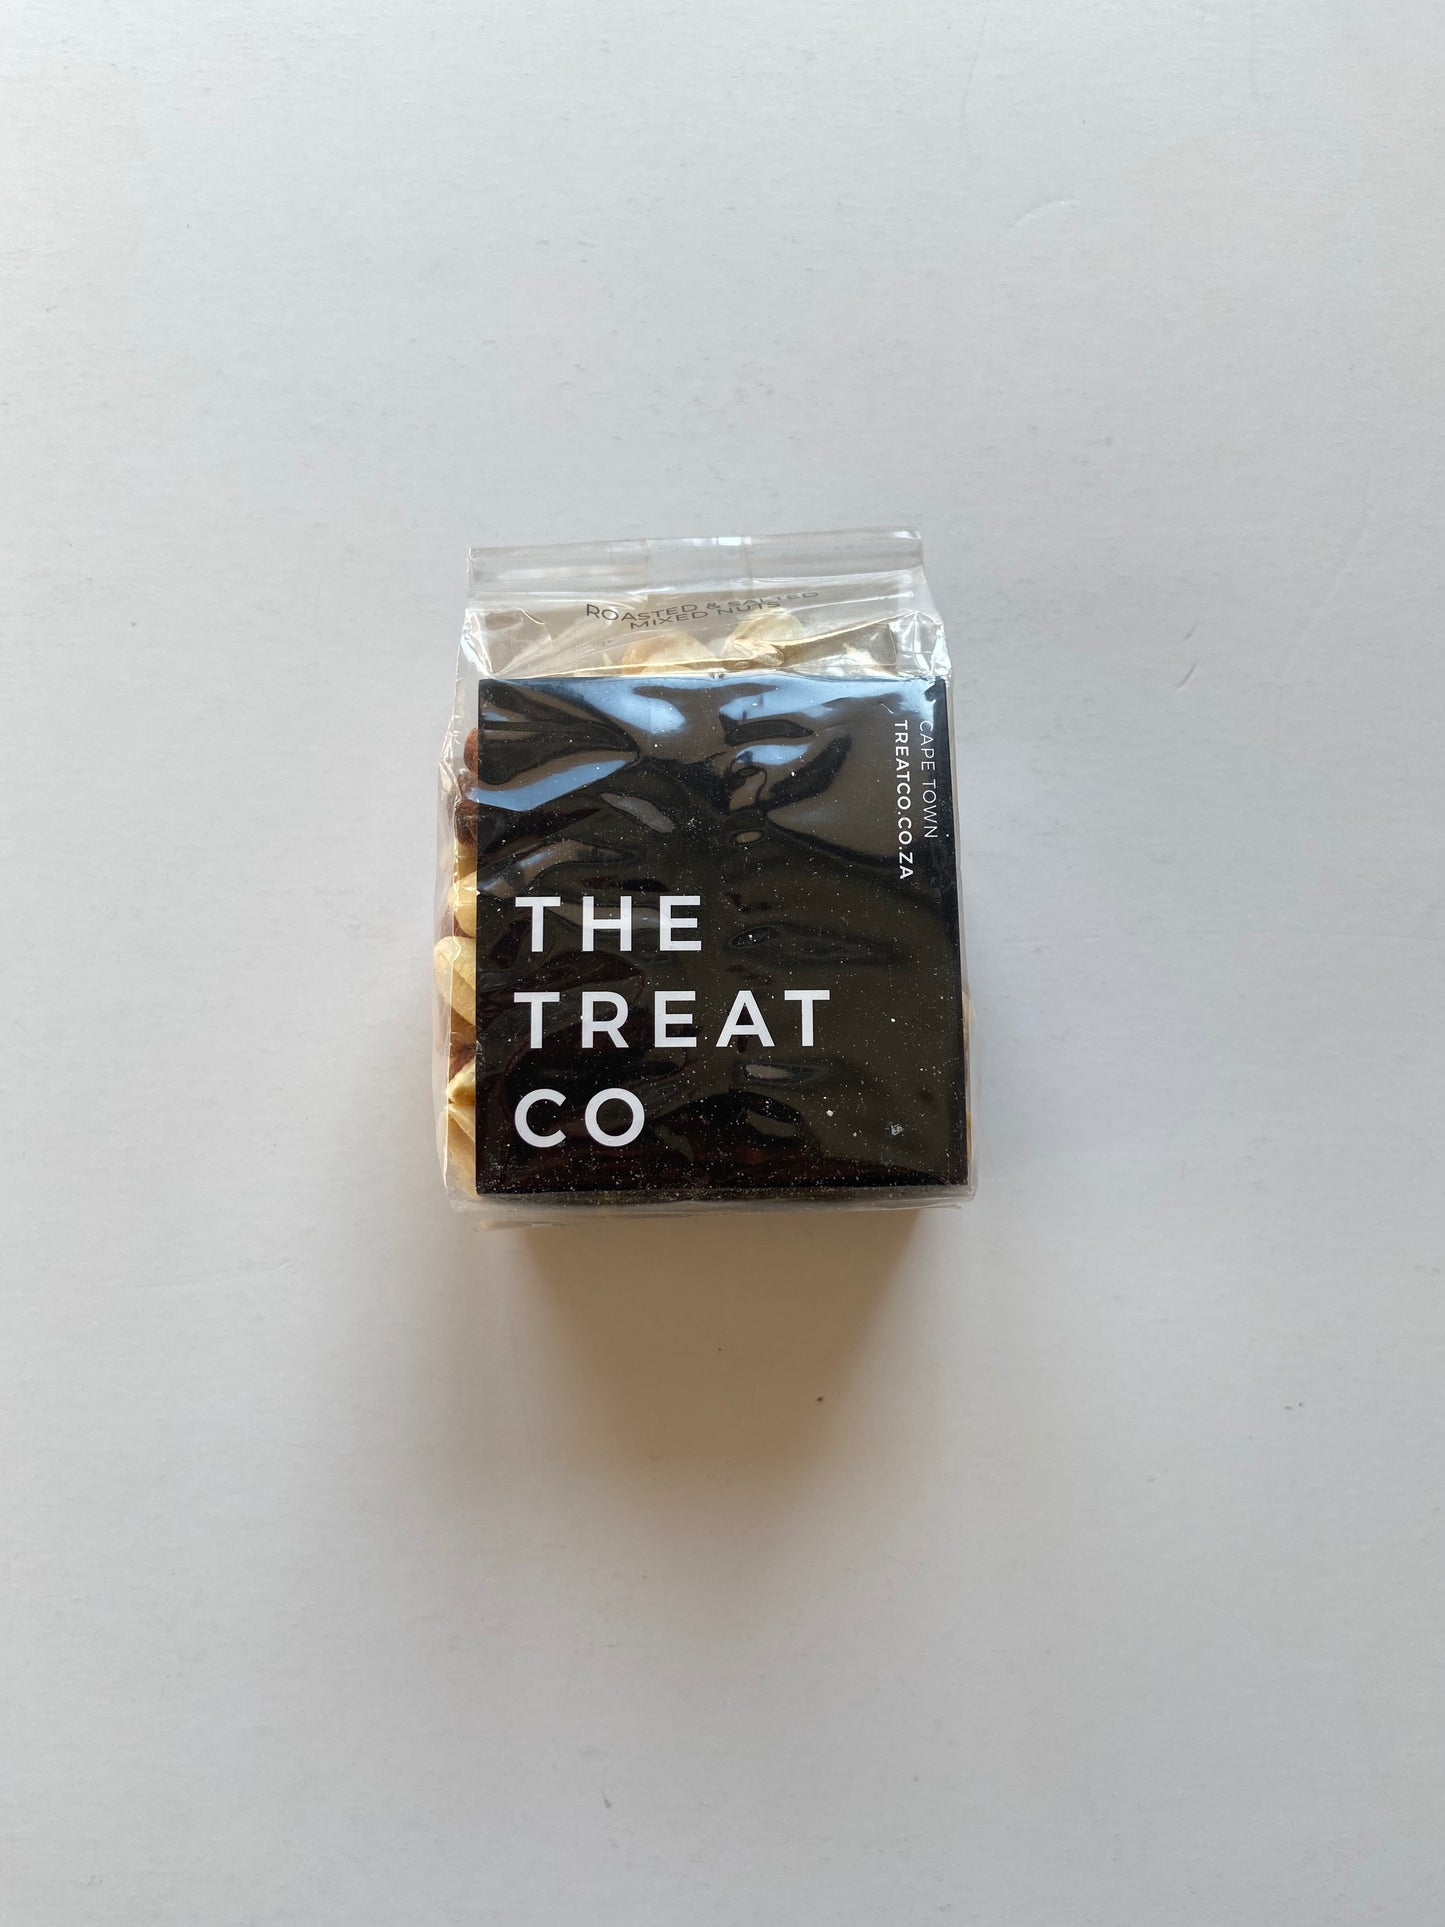 ROASTED & SALTED
MIXED NUTS
CAPE TOWN
TREATCO.CO.ZA
THE
TREAT
CO